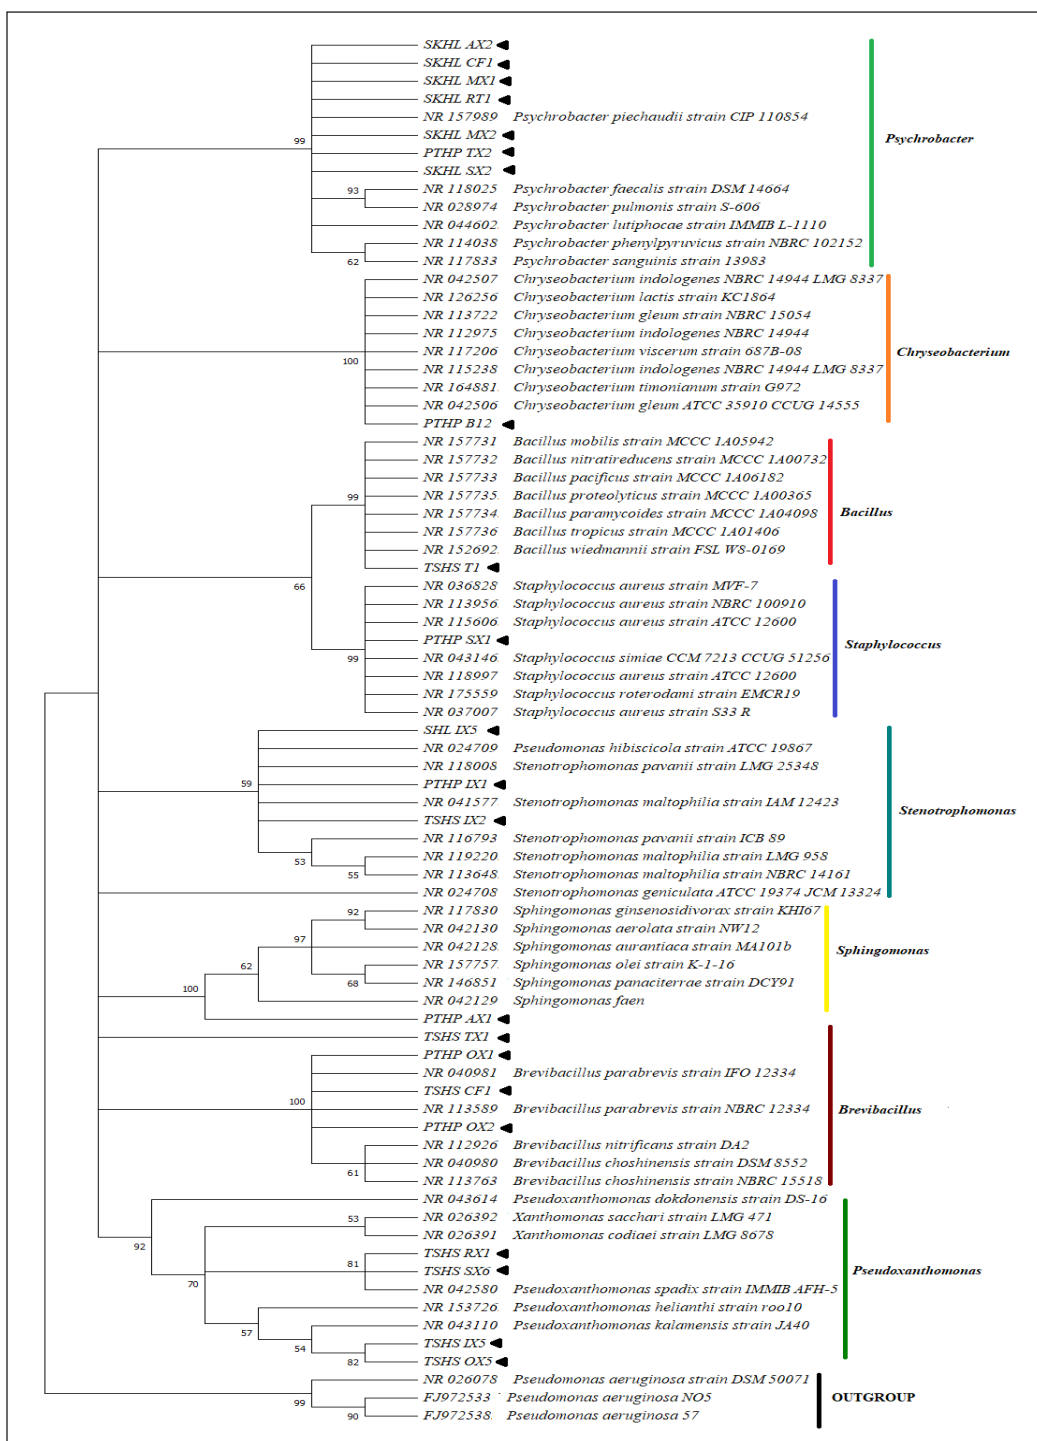 SKHL AX2
SKHL CF1
SKHL MX1
SKHL RT1
NR 157989 Psychrobacter piechaudii strain CIP 110854
SKHL MX2
Psychrobacter
99
PTHP TX2
SKHL SX2
93
NR 118025 Psychrobacter faecalis strain DSM 14664
NR 028974 Psychrobacter pulmonis strain S-606
NR 044602. Psychrobacter lutiphocae strain IMMIB L-1110
NR 114038 Psychrobacter phenylpyruvicus strain NBRC 102152
62
NR 117833 Psychrobacter sanguinis strain 13983
NR 042507 Chryseobacterium indologenes NBRC 14944 LMG 8337
NR 126256 Chryseobacterium lactis strain KC1864
NR 113722 Chryseobacterium gleum strain NBRC 15054
NR 112975 Chryseobacterium indologenes NBRC 14944
NR 117206 Chryseobacterium viscerum strain 687B-08
Chryseobacterium
100
NR 115238 Chryseobacterium indologenes NBRC 14944 LMG 8337
NR 164881. Chryseobacterium timonianum strain G972
NR 042506 Chryseobacterium gleum ATCC 35910 CCUG 14555
PTHP B12
NR 157731 Bacillus mobilis strain MCCC 1A05942
NR 157732 Bacillus nitratireducens strain MCCC 1A00732
NR 157733 Bacillus pacificus strain MCCC 1A06182
99
NR 157735. Bacillus proteolyticus strain MCCC 1A00365
NR 157734. Bacillus paramycoides strain MCCC 1A04098
Bacillus
NR 157736 Bacillus tropicus strain MCCC 1A01406
NR 152692. Bacillus wiedmannii strain FSL W8-0169
TSHS T1
66
NR 036828 Staphylococcus aureus strain MVF-7
NR 113956. Staphylococcus aureus strain NBRC 100910
NR 115606. Staphylococcus aureus strain ATCC 12600
PTHP SX1
Staphylococcus
99
NR 043146. Staphylococcus simiae CCM 7213 CCUG 51256
NR 118997 Staphylococcus aureus strain ATCC 12600
NR 175559 Staphylococcus roterodami strain EMCR19
NR 037007 Staphylococcus aureus strain S33 R
SHL IX5
NR 024709 Pseudomonas hibiscicola strain ATCC 19867
NR 118008 Stenotrophomonas pavanii strain LMG 25348
59
PTHP IX1
NR 041577. Stenotrophomonas maltophilia strain IAM 12423
Stenotrophomonas
TSHS IX2
NR 116793 Stenotrophomonas pavanii strain ICB 89
53
NR 119220. Stenotrophomonas maltophilia strain LMG 958
55
NR 113648. Stenotrophomonas maltophilia strain NBRC 14161
NR 024708 Stenotrophomonas geniculata ATCC 19374 JCM 13324
92
NR 117830 Sphingomonas ginsenosidivorax strain KHI67
NR 042130 Sphingomonas aerolata strain NW12
97
NR 042128. Sphingomonas aurantiaca strain MA101b
Sphingomonas
62
NR 157757. Sphingomonas olei strain K-1-16
68
NR 146851 Sphingomonas panaciterrae strain DCY91
100
NR 042129 Sphingomonas faen
PTHP AX1
TSHS TX1
PTHP OX1
NR 040981 Brevibacillus parabrevis strain IFO 12334
TSHS CF1
100
NR 113589 Brevibacillus parabrevis strain NBRC 12334
Brevibacillus
PTHP OX2
NR 112926 Brevibacillus nitrificans strain DA2
NR 040980 Brevibacillus choshinensis strain DSM 8552
61
NR 113763 Brevibacillus choshinensis strain NBRC 15518
NR 043614 Pseudoxanthomonas dokdonensis strain DS-16
53
NR 026392 Xanthomonas sacchari strain LMG 471
NR 026391 Xanthomonas codiaei strain LMG 8678
92
TSHS RX1
81
TSHS SX6
Pseudoxanthomonas
70
NR 042580 Pseudoxanthomonas spadix strain IMMIB AFH-5
NR 153726. Pseudoxanthomonas helianthi strain roo10
57
NR 043110 Pseudoxanthomonas kalamensis strain JA40
54
TSHS IX5
82
TSHS OX5
NR 026078 Pseudomonas aeruginosa strain DSM 50071
99
FJ972533 Pseudomonas aeruginosa NO5
OUTGROUP
90
FJ972538. Pseudomonas aeruginosa 57